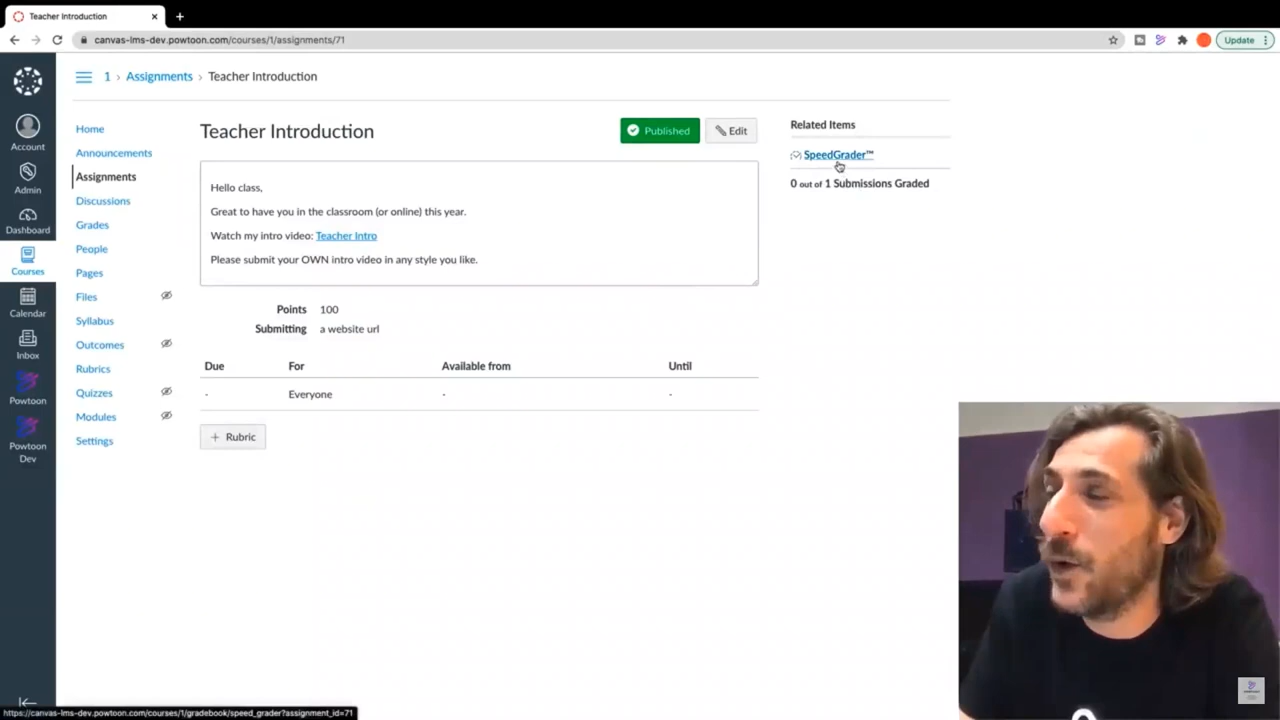 Teacher Introduction
canvas-lms-dev.powtoon.com/courses/1/assignments/71
Update
1 › Assignments › Teacher Introduction
Account
Admin
Dashboard
Courses
Calendar
Inbox
Powtoon
Powtoon
Dev
Home
Announcements
Assignments
Discussions
Grades
People
Pages
Files
Syllabus
Outcomes
Rubrics
Quizzes
Modules
Settings
Teacher Introduction
Published
Edit
Hello class,
Great to have you in the classroom (or online) this year.
Watch my intro video: Teacher Intro
Please submit your OWN intro video in any style you like.
Points 100
Submitting a website url
Due For Available from Until
- Everyone - -
+ Rubric
Related Items
SpeedGrader™
0 out of 1 Submissions Graded
https://canvas-lms-dev.powtoon.com/courses/1/gradebook/speed_grader?assignment_id=71